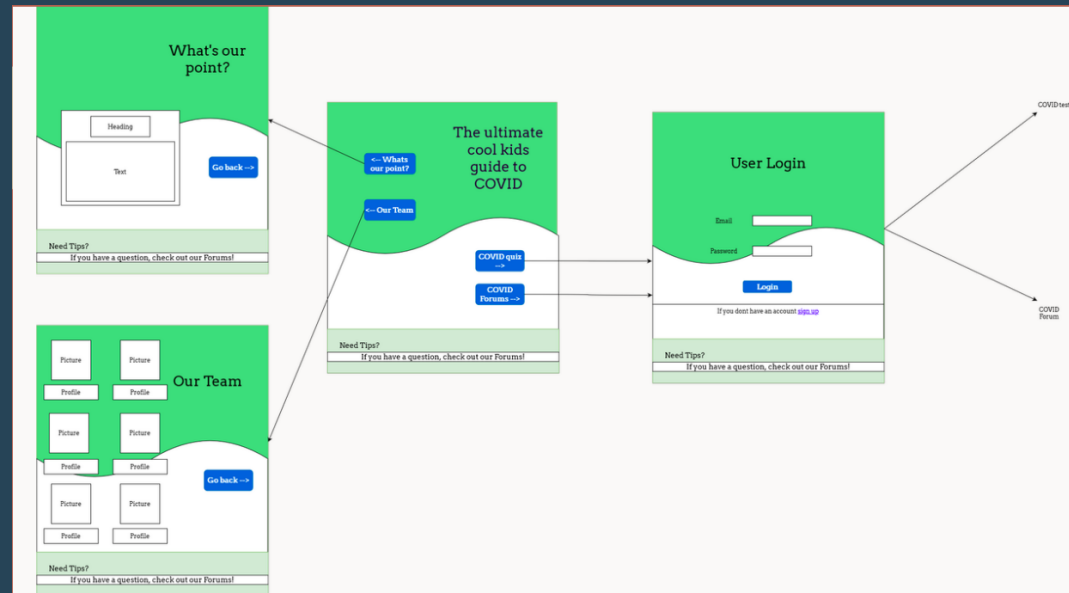 What's our
point?
Heading
Text
Go back -->
Need Tips?
If you have a question, check out our Forums!
Picture
Picture
Profile
Profile
Our Team
Picture
Picture
Profile
Profile
Go back -->
Picture
Picture
Profile
Profile
Need Tips?
If you have a question, check out our Forums!
The ultimate
cool kids
guide to
COVID
<-- Whats
our point?
<-- Our Team
COVID quiz
-->
COVID
Forums -->
Need Tips?
If you have a question, check out our Forums!
User Login
Email
Password
Login
If you dont have an account sign up
Need Tips?
If you have a question, check out our Forums!
COVID test
COVID
Forum